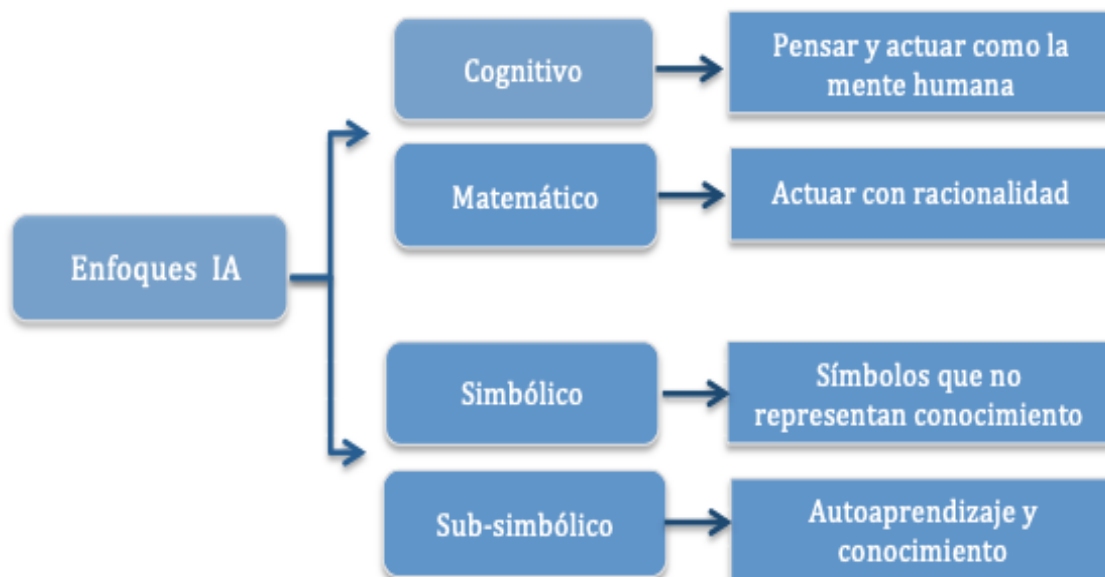 Cognitivo
Pensar y actuar como la
mente humana
Matemático
Actuar con racionalidad
Enfoques IA
Simbólico
Símbolos que no
representan conocimiento
Sub-simbólico
Autoaprendizaje y
conocimiento